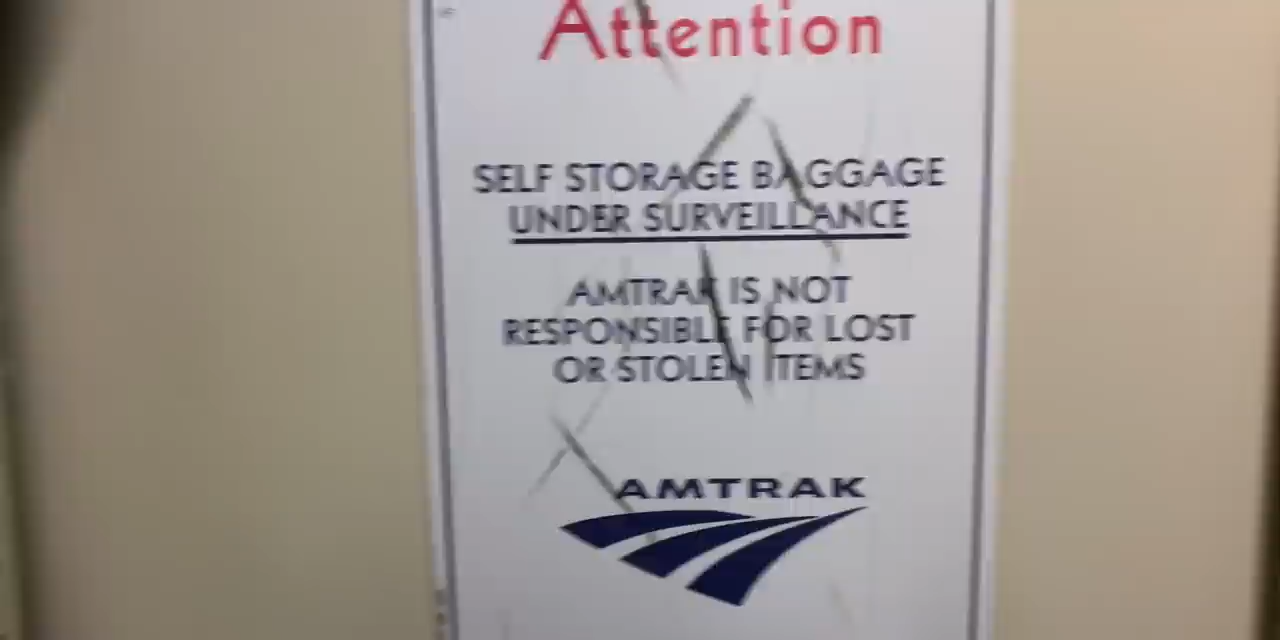 Attention
SELF STORAGE BAGGAGE
UNDER SURVEILLANCE
AMTRAK IS NOT
RESPONSIBLE FOR LOST
OR STOLEN ITEMS
AMTRAK